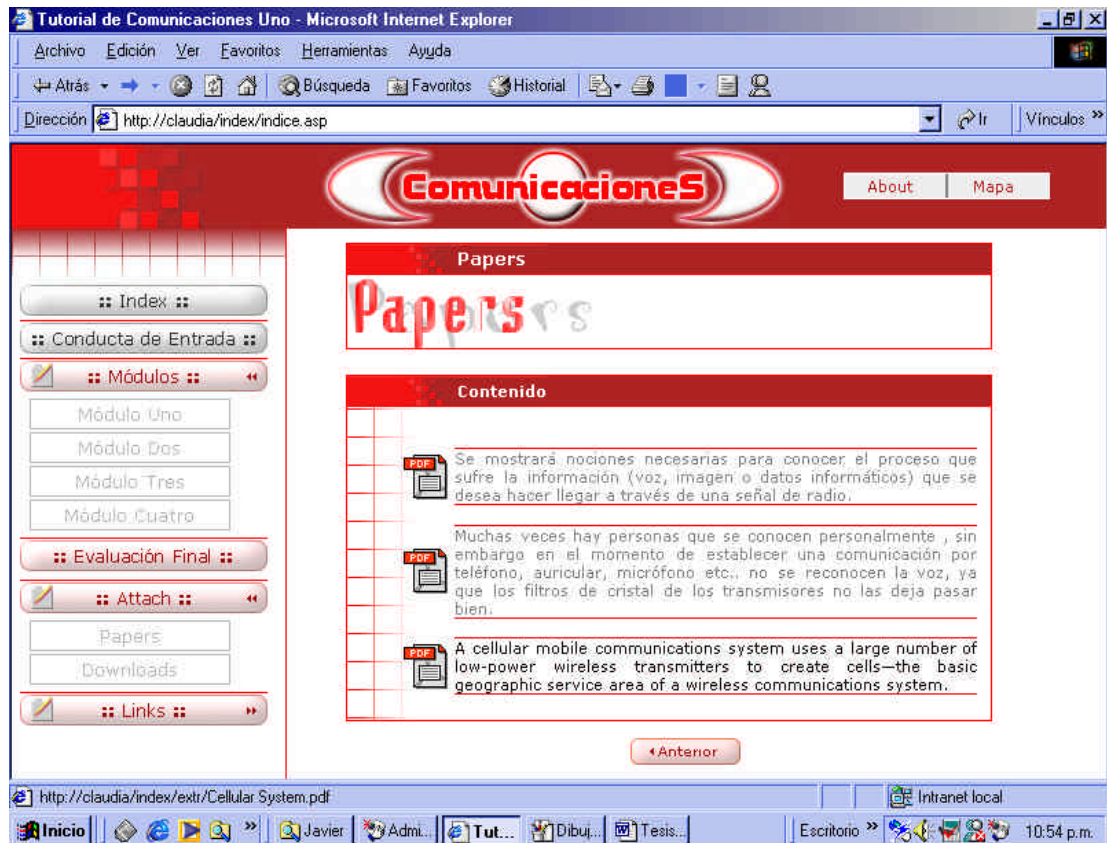 Tutorial de Comunicaciones Uno - Microsoft Internet Explorer
Archivo Edición Ver Favoritos Herramientas Ayuda
Atrás Búsqueda Favoritos Historial
Dirección http://claudia/index/indice.asp Ir Vínculos »
ComunicacioneS
About Mapa
:: Index ::
:: Conducta de Entrada ::
:: Módulos ::
Módulo Uno
Módulo Dos
Módulo Tres
Módulo Cuatro
:: Evaluación Final ::
:: Attach ::
Papers
Downloads
:: Links ::
Papers
Papers
Contenido
PDF
Se mostrará nociones necesarias para conocer el proceso que
sufre la información (voz, imagen o datos informáticos) que se
desea hacer llegar a través de una señal de radio.
PDF
Muchas veces hay personas que se conocen personalmente , sin
embargo en el momento de establecer una comunicación por
teléfono, auricular, micrófono etc.. no se reconocen la voz, ya
que los filtros de cristal de los transmisores no las deja pasar
bien.
PDF
A cellular mobile communications system uses a large number of
low-power wireless transmitters to create cells—the basic
geographic service area of a wireless communications system.
Anterior
http://claudia/index/extr/Cellular System.pdf Intranet local
Inicio » Javier Admi... Tut... Dibuj... Tesis... Escritorio » 10:54 p.m.